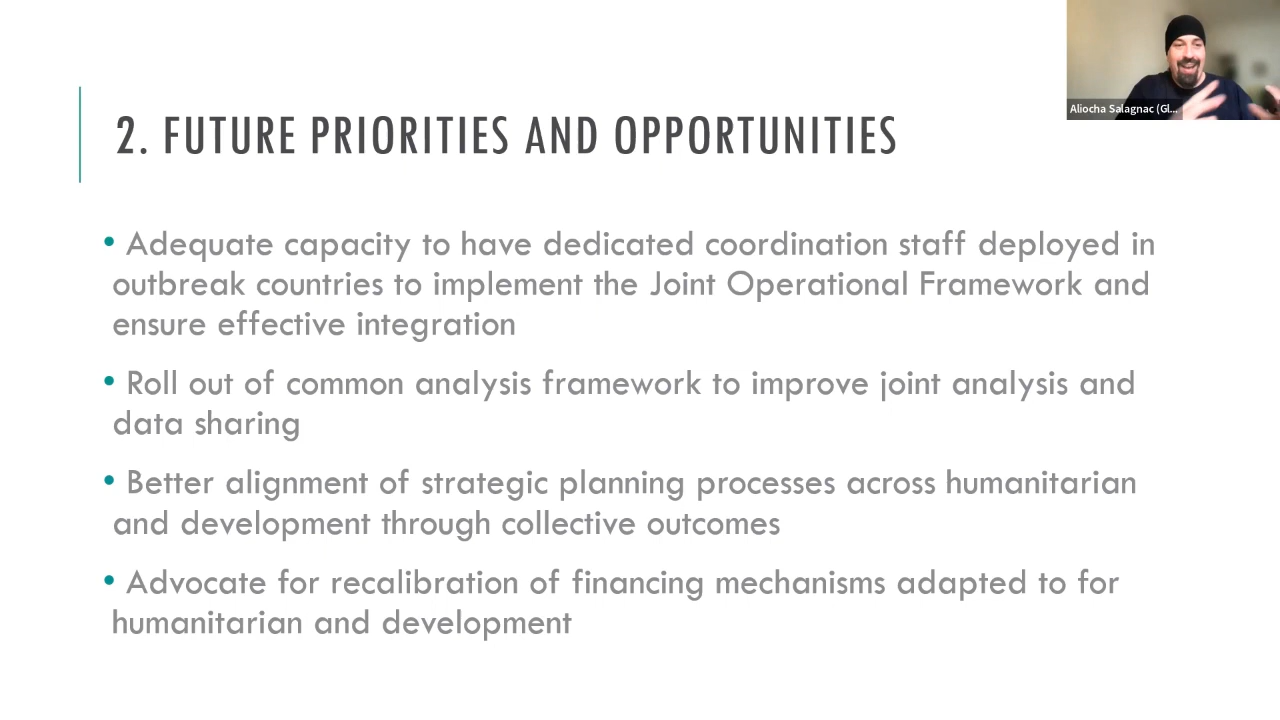 Aliocha Salagnac (Gl...
2. FUTURE PRIORITIES AND OPPORTUNITIES
• Adequate capacity to have dedicated coordination staff deployed in
outbreak countries to implement the Joint Operational Framework and
ensure effective integration
• Roll out of common analysis framework to improve joint analysis and
data sharing
• Better alignment of strategic planning processes across humanitarian
and development through collective outcomes
• Advocate for recalibration of financing mechanisms adapted to for
humanitarian and development